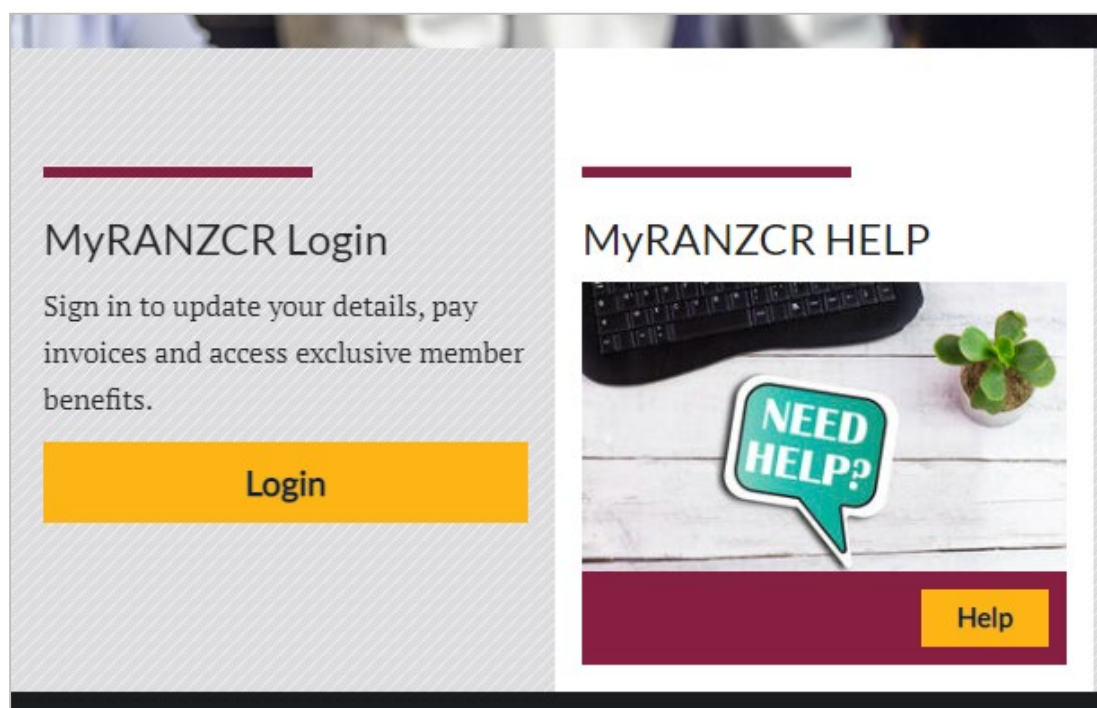 MyRANZCR Login
Sign in to update your details, pay
invoices and access exclusive member
benefits.
Login
MyRANZCR HELP
NEED
HELP?
Help